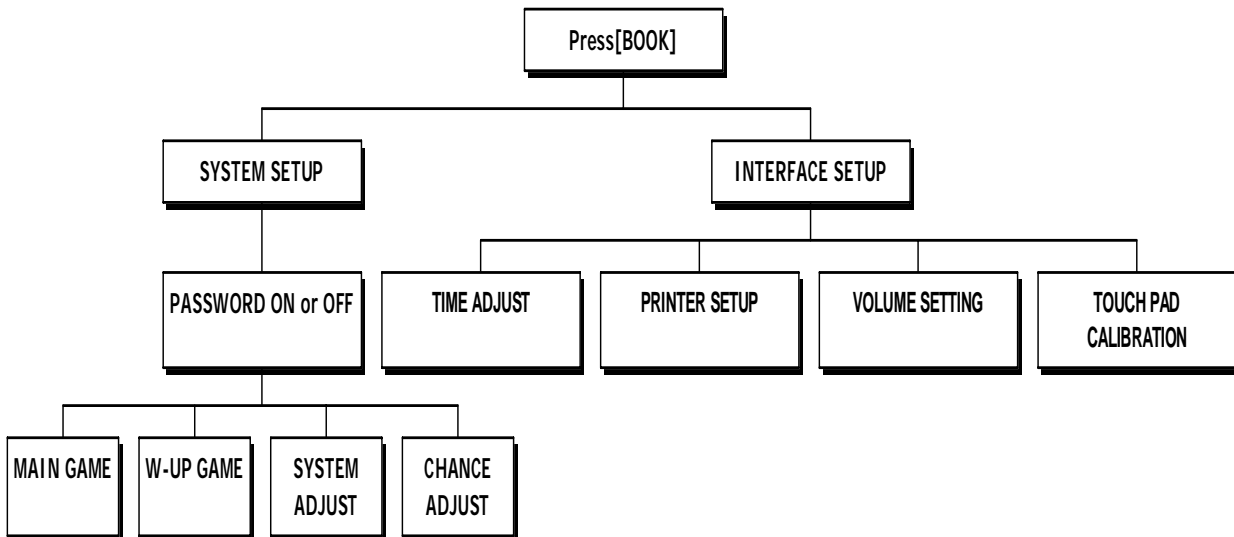 Press[BOOK]
SYSTEM SETUP
INTERFACE SETUP
PASSWORD ON or OFF
TIME ADJUST
PRINTER SETUP
VOLUME SETTING
TOUCH PAD
CALIBRATION
MAIN GAME
W-UP GAME
SYSTEM
ADJUST
CHANCE
ADJUST